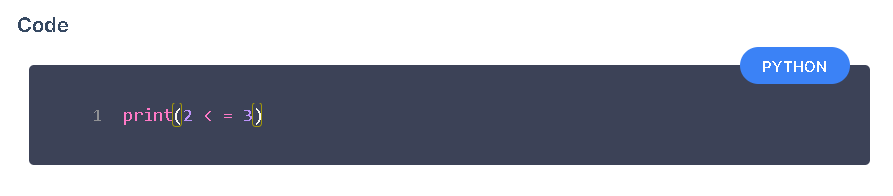 Code
PYTHON
1 print(2 < = 3)